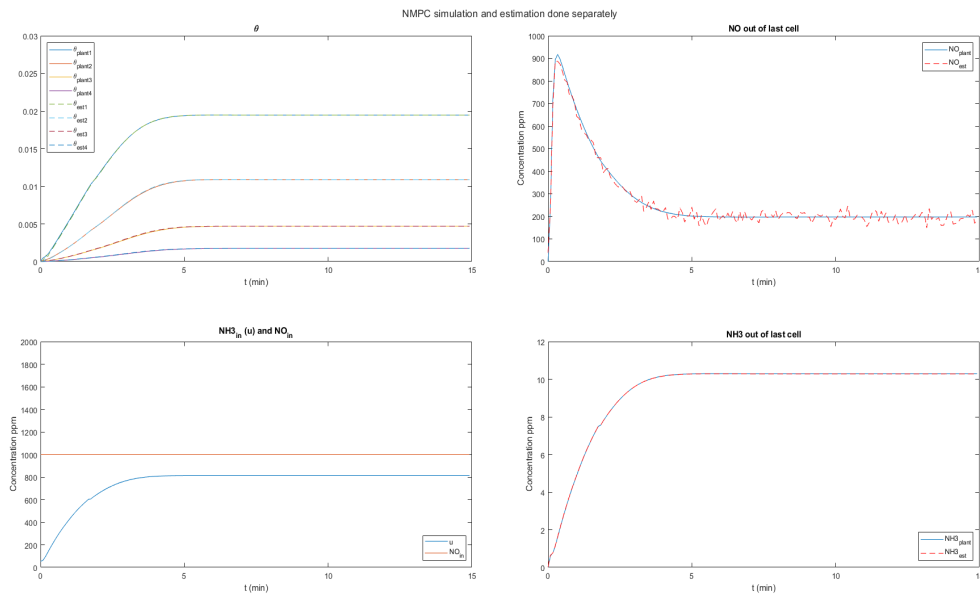 NMPC simulation and estimation done separately
θ
0.03
0.025
0.02
0.015
0.01
0.005
0
0
5
10
15
t (min)
θplant1
θplant2
θplant3
θplant4
θest1
θest2
θest3
θest4
NO out of last cell
Concentration ppm
1000
900
800
700
600
500
400
300
200
100
0
0
5
10
15
t (min)
NOplant
NOest
NH3in (u) and NOin
Concentration ppm
2000
1800
1600
1400
1200
1000
800
600
400
200
0
0
5
10
15
t (min)
u
NOin
NH3 out of last cell
Concentration ppm
12
10
8
6
4
2
0
0
5
10
15
t (min)
NH3plant
NH3est